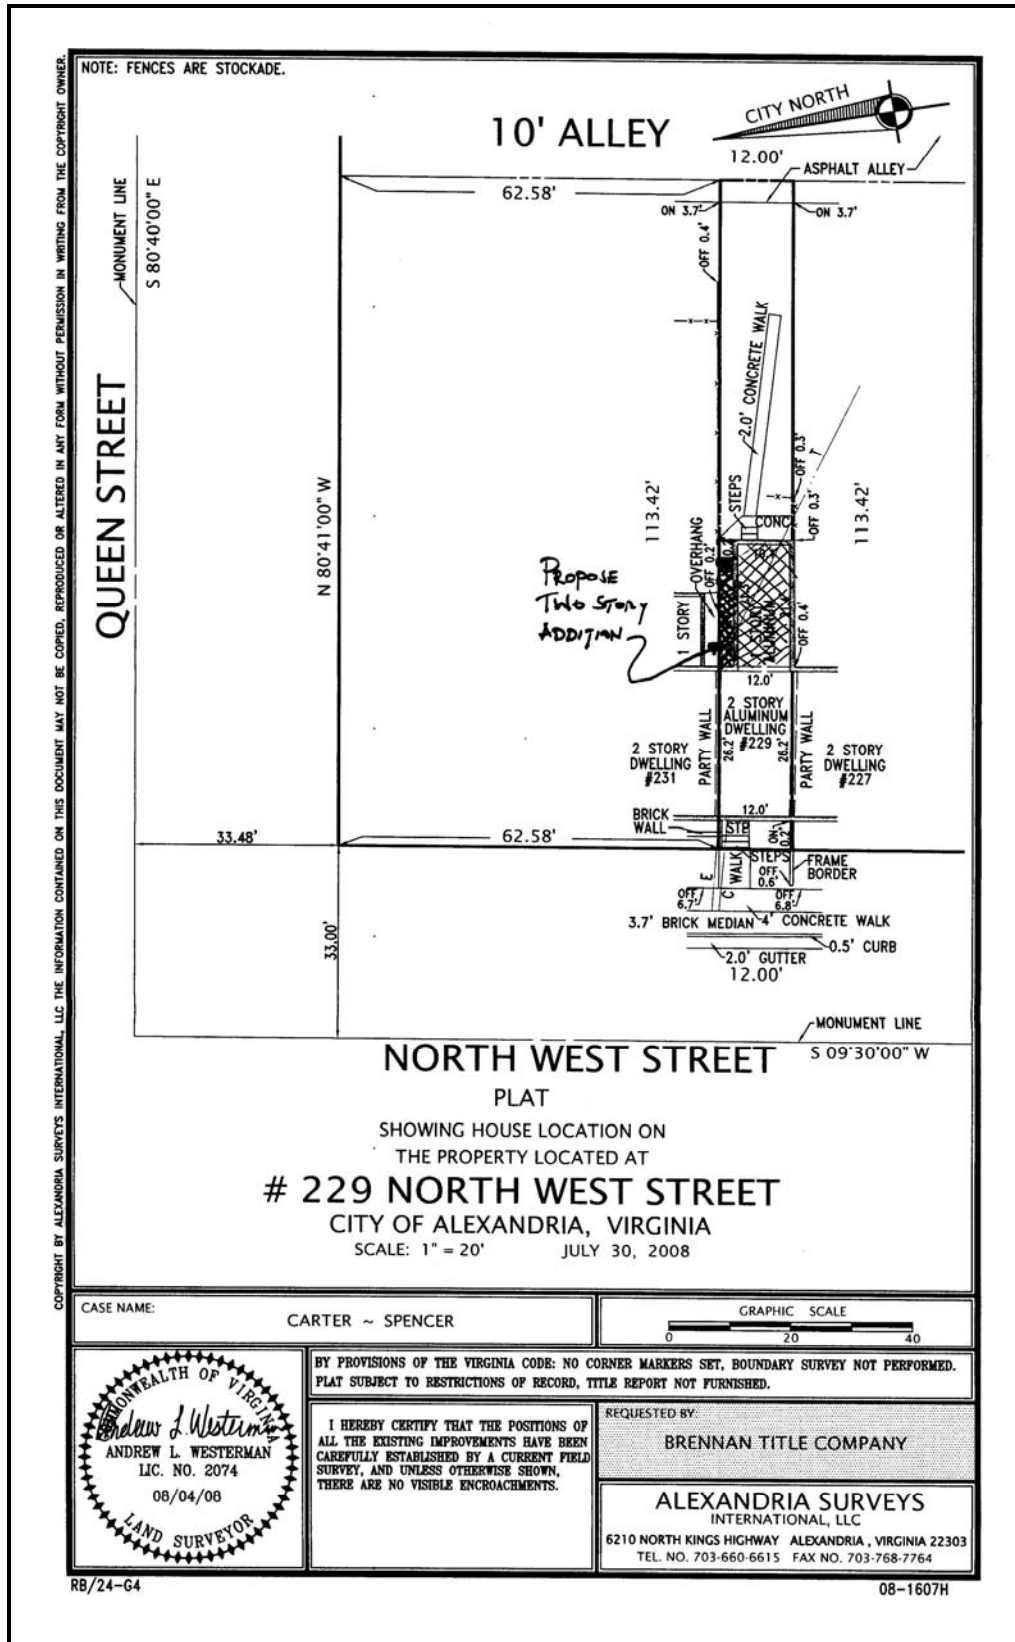 NOTE: FENCES ARE STOCKADE.
COPYRIGHT BY ALEXANDRIA SURVEYS INTERNATIONAL, LLC THE INFORMATION CONTAINED ON THIS DOCUMENT MAY NOT BE COPIED, REPRODUCED OR ALTERED IN ANY FORM WITHOUT PERMISSION IN WRITING FROM THE COPYRIGHT OWNER.
CITY NORTH
10' ALLEY
12.00'
ASPHALT ALLEY
62.58'
ON 3.7'
ON 3.7'
MONUMENT LINE
S 80°40'00" E
OFF 0.4'
2.0' CONCRETE WALK
QUEEN STREET
N 80°41'00" W
113.42'
113.42'
OFF 0.3'
OFF 0.3'
STEPS
CONC
OVERHANG
OFF 0.2'
PROPOSE
TWO STORY
ADDITION
1 STORY
OFF 0.4'
12.0'
2 STORY
ALUMINUM
DWELLING
#229
26.2'
26.2'
PARTY WALL
PARTY WALL
2 STORY
DWELLING
#231
2 STORY
DWELLING
#227
12.0'
BRICK
WALL
STP
ON
0.2'
33.48'
62.58'
STEPS
FRAME
BORDER
OFF
0.6'
E
C WALK
OFF
6.7'
OFF
6.8'
3.7' BRICK MEDIAN
4' CONCRETE WALK
0.5' CURB
2.0' GUTTER
12.00'
33.00'
MONUMENT LINE
S 09°30'00" W
NORTH WEST STREET
PLAT
SHOWING HOUSE LOCATION ON
THE PROPERTY LOCATED AT
# 229 NORTH WEST STREET
CITY OF ALEXANDRIA, VIRGINIA
SCALE: 1" = 20' JULY 30, 2008
CASE NAME:
CARTER ~ SPENCER
GRAPHIC SCALE
0 20 40
COMMONWEALTH OF VIRGINIA
Andrew L. Westerman
ANDREW L. WESTERMAN
LIC. NO. 2074
08/04/08
LAND SURVEYOR
BY PROVISIONS OF THE VIRGINIA CODE: NO CORNER MARKERS SET, BOUNDARY SURVEY NOT PERFORMED.
PLAT SUBJECT TO RESTRICTIONS OF RECORD, TITLE REPORT NOT FURNISHED.
I HEREBY CERTIFY THAT THE POSITIONS OF
ALL THE EXISTING IMPROVEMENTS HAVE BEEN
CAREFULLY ESTABLISHED BY A CURRENT FIELD
SURVEY, AND UNLESS OTHERWISE SHOWN,
THERE ARE NO VISIBLE ENCROACHMENTS.
REQUESTED BY:
BRENNAN TITLE COMPANY
ALEXANDRIA SURVEYS
INTERNATIONAL, LLC
6210 NORTH KINGS HIGHWAY ALEXANDRIA , VIRGINIA 22303
TEL. NO. 703-660-6615 FAX NO. 703-768-7764
RB/24-G4
08-1607H